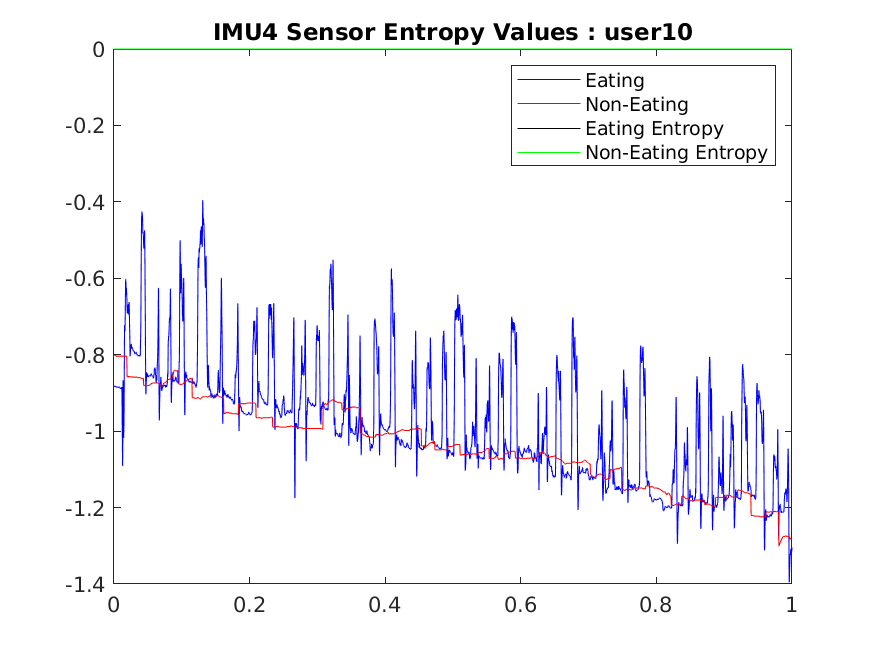 IMU4 Sensor Entropy Values : user10
0
-0.2
-0.4
-0.6
-0.8
-1
-1.2
-1.4
0 0.2 0.4 0.6 0.8 1
Eating
Non-Eating
Eating Entropy
Non-Eating Entropy